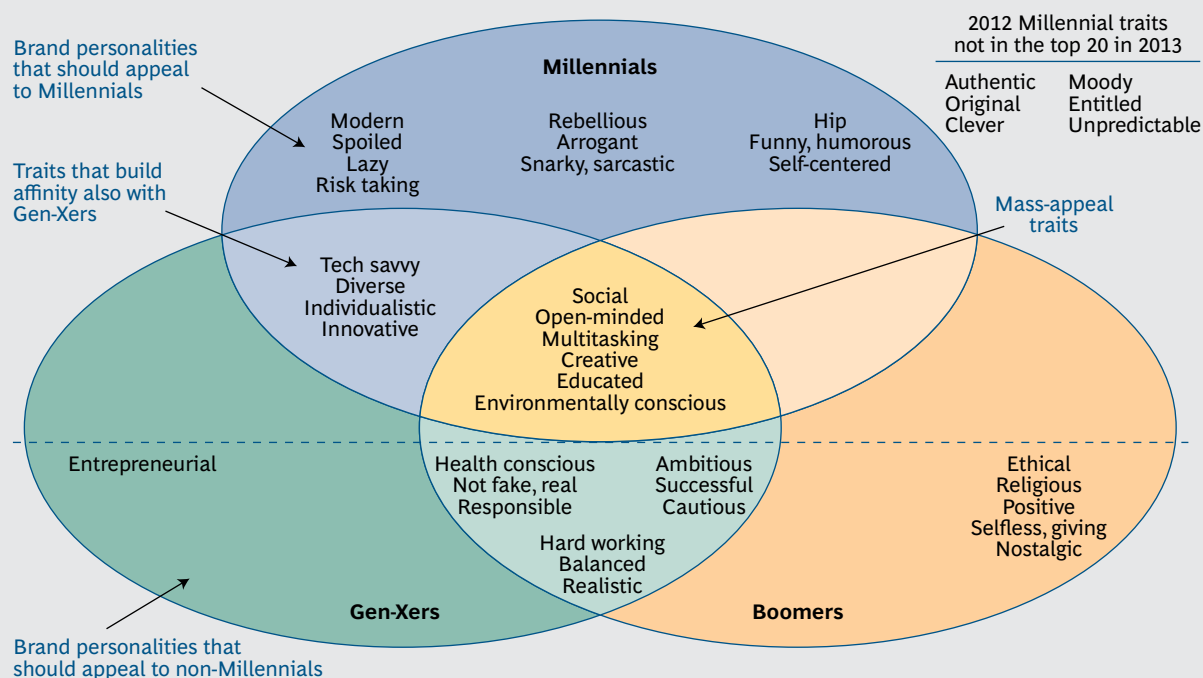 Brand personalities
that should appeal
to Millennials
Traits that build
affinity also with
Gen-Xers
Millennials
Modern
Spoiled
Lazy
Risk taking
Rebellious
Arrogant
Snarky, sarcastic
Hip
Funny, humorous
Self-centered
2012 Millennial traits
not in the top 20 in 2013
Authentic
Original
Clever
Moody
Entitled
Unpredictable
Mass-appeal
traits
Tech savvy
Diverse
Individualistic
Innovative
Social
Open-minded
Multitasking
Creative
Educated
Environmentally conscious
Entrepreneurial
Health conscious
Not fake, real
Responsible
Ambitious
Successful
Cautious
Hard working
Balanced
Realistic
Ethical
Religious
Positive
Selfless, giving
Nostalgic
Gen-Xers
Boomers
Brand personalities that
should appeal to non-Millennials